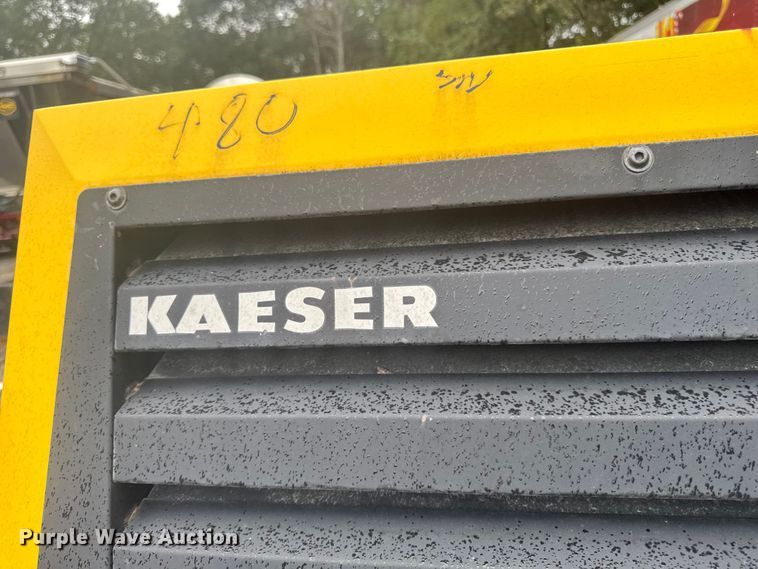 480
KAESER
Purple Wave Auction